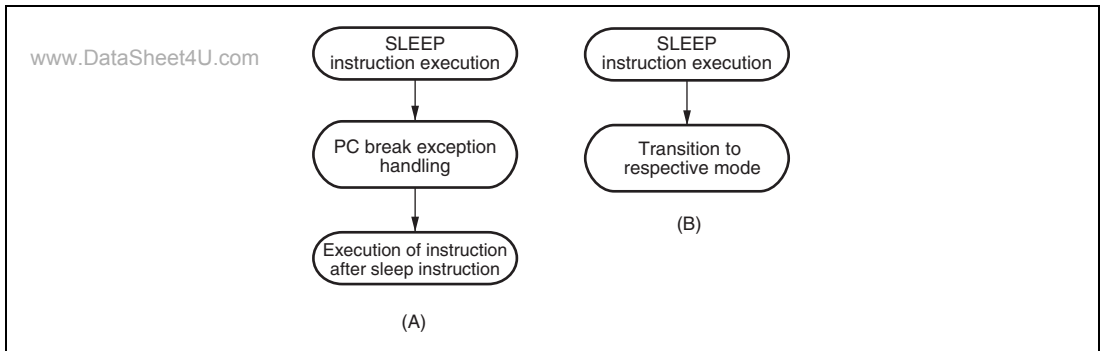 www.DataSheet4U.com
SLEEP
instruction execution
PC break exception
handling
Execution of instruction
after sleep instruction
(A)
SLEEP
instruction execution
Transition to
respective mode
(B)